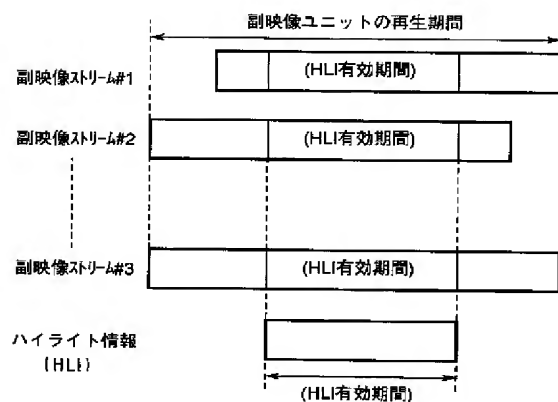 副映像ユニットの再生期間
副映像ストリーム#1
(HLI有効期間)
副映像ストリーム#2
(HLI有効期間)
副映像ストリーム#3
(HLI有効期間)
ハイライト情報
(HLI)
(HLI有効期間)